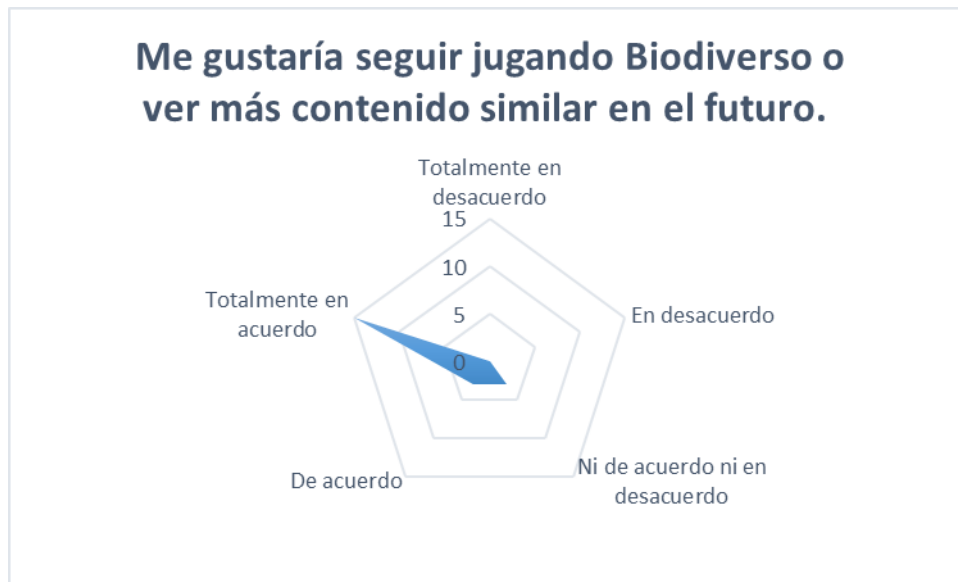 Me gustaría seguir jugando Biodiverso o
ver más contenido similar en el futuro.
Totalmente en
desacuerdo
15
10
5
0
En desacuerdo
Ni de acuerdo ni en
desacuerdo
De acuerdo
Totalmente en
acuerdo